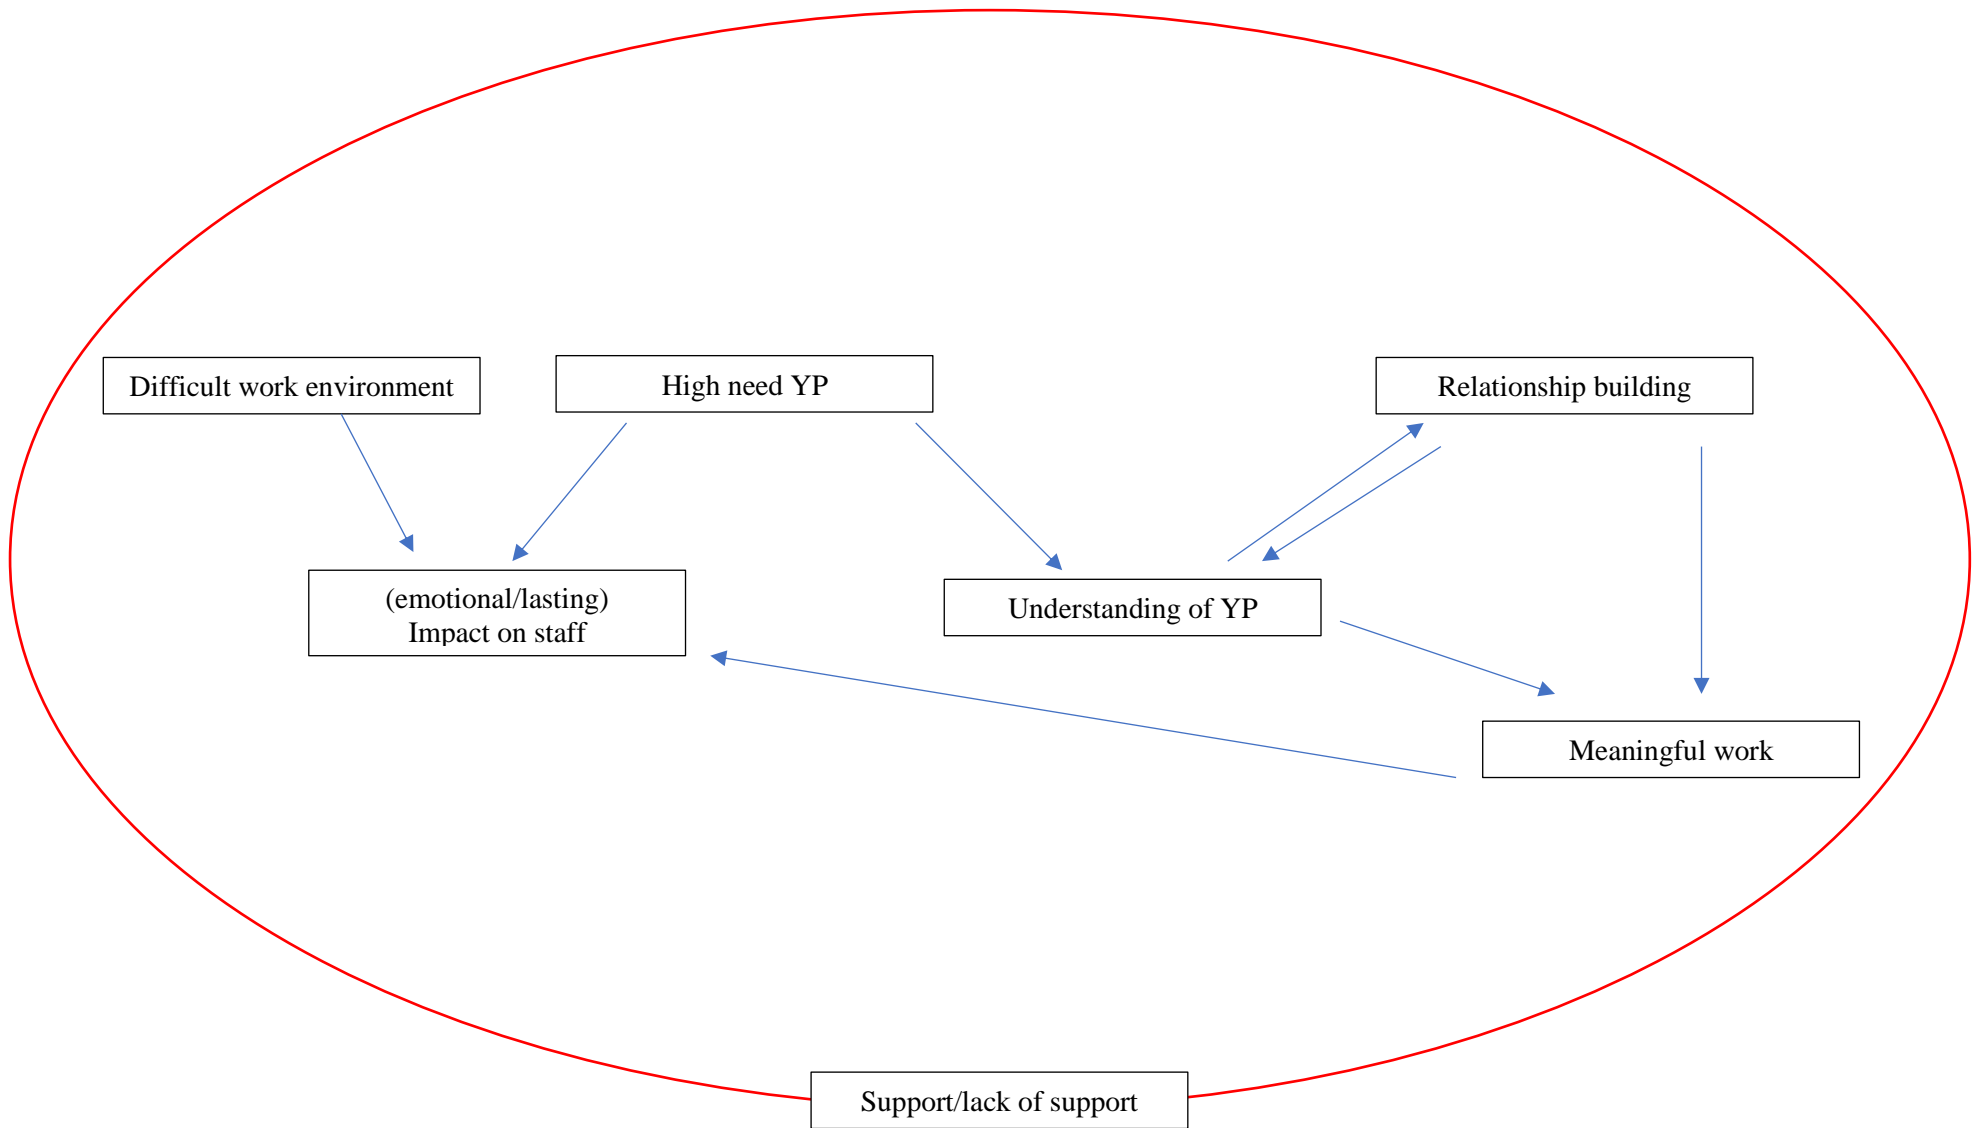 Difficult work environment
High need YP
Relationship building
(emotional/lasting)
Impact on staff
Understanding of YP
Meaningful work
Support/lack of support